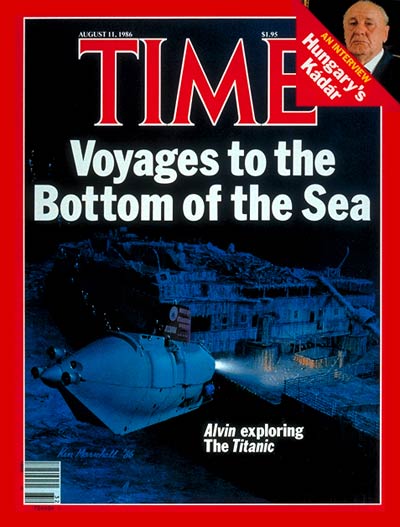 AUGUST 11, 1986
$1.95
TIME
AN INTERVIEW
Hungary's
Kádár
Voyages to the
Bottom of the Sea
Alvin exploring
The Titanic
Ken Marschall '86
32